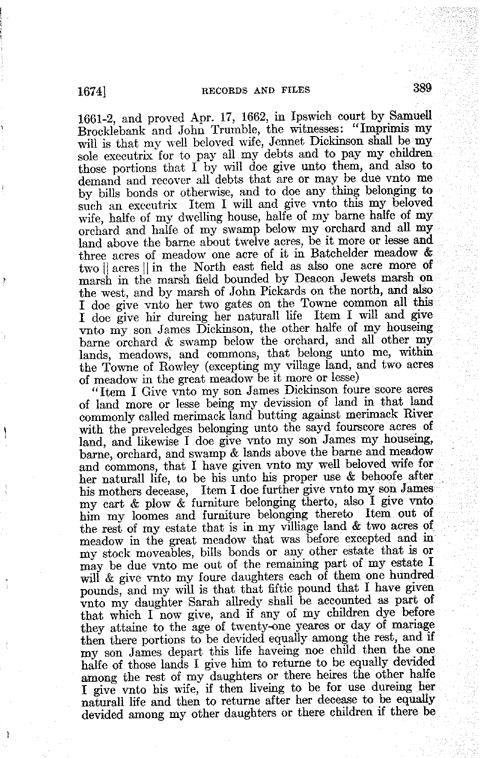 1674] RECORDS AND FILES 389
1661-2, and proved Apr. 17, 1662, in Ipswich court by Samuell
Brocklebank and John Trumble, the witnesses: "Imprimis my
will is that my well beloved wife, Jennet Dickinson shall be my
sole executrix for to pay all my debts and to pay my children
those portions that I by will doe give unto them, and also to
demand and recover all debts that are or may be due vnto me
by bills bonds or otherwise, and to doe any thing belonging to
such an executrix Item I will and give vnto this my beloved
wife, halfe of my dwelling house, halfe of my barne halfe of my
orchard and halfe of my swamp below my orchard and all my
land above the barne about twelve acres, be it more or lesse and
three acres of meadow one acre of it in Batchelder meadow &
two || acres || in the North east field as also one acre more of
marsh in the marsh field bounded by Deacon Jewets marsh on
the west, and by marsh of John Pickards on the north, and also
I doe give vnto her two gates on the Towne common all this
I doe give hir dureing her naturall life Item I will and give
vnto my son James Dickinson, the other halfe of my houseing
barne orchard & swamp below the orchard, and all other my
lands, meadows, and commons, that belong unto me, within
the Towne of Rowley (excepting my village land, and two acres
of meadow in the great meadow be it more or lesse)
"Item I Give vnto my son James Dickinson foure score acres
of land more or lesse being my devission of land in that land
commonly called merimack land butting against merimack River
with the preveledges belonging unto the sayd fourscore acres of
land, and likewise I doe give vnto my son James my houseing,
barne, orchard, and swamp & lands above the barne and meadow
and commons, that I have given vnto my well beloved wife for
her naturall life, to be his unto his proper use & behoofe after
his mothers decease, Item I doe further give vnto my son James
my cart & plow & furniture belonging therto, also I give vnto
him my loomes and furniture belonging thereto Item out of
the rest of my estate that is in my villiage land & two acres of
meadow in the great meadow that was before excepted and in
my stock moveables, bills bonds or any other estate that is or
may be due vnto me out of the remaining part of my estate I
will & give vnto my foure daughters each of them one hundred
pounds, and my will is that that fiftie pound that I have given
vnto my daughter Sarah allredy shall be accounted as part of
that which I now give, and if any of my children dye before
they attaine to the age of twenty-one yeares or day of mariage
then there portions to be devided equally among the rest, and if
my son James depart this life haveing noe child then the one
halfe of those lands I give him to returne to be equally devided
among the rest of my daughters or there heires the other halfe
I give vnto his wife, if then liveing to be for use dureing her
naturall life and then to returne after her decease to be equally
devided among my other daughters or there children if there be